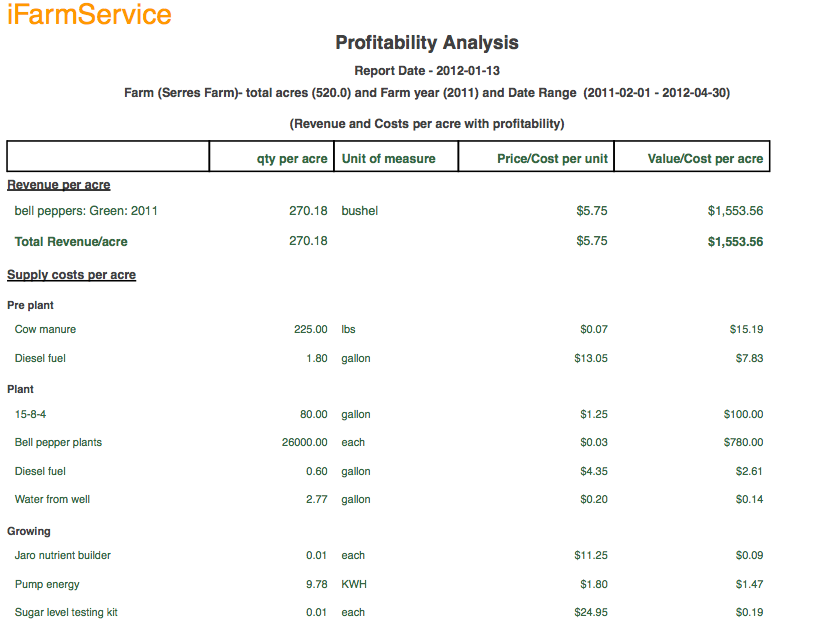 iFarmService
Profitability Analysis
Report Date - 2012-01-13
Farm (Serres Farm)- total acres (520.0) and Farm year (2011) and Date Range (2011-02-01 - 2012-04-30)
(Revenue and Costs per acre with profitability)
qty per acre Unit of measure Price/Cost per unit Value/Cost per acre
Revenue per acre
bell peppers: Green: 2011 270.18 bushel $5.75 $1,553.56
Total Revenue/acre 270.18 $5.75 $1,553.56
Supply costs per acre
Pre plant
Cow manure 225.00 lbs $0.07 $15.19
Diesel fuel 1.80 gallon $13.05 $7.83
Plant
15-8-4 80.00 gallon $1.25 $100.00
Bell pepper plants 26000.00 each $0.03 $780.00
Diesel fuel 0.60 gallon $4.35 $2.61
Water from well 2.77 gallon $0.20 $0.14
Growing
Jaro nutrient builder 0.01 each $11.25 $0.09
Pump energy 9.78 KWH $1.80 $1.47
Sugar level testing kit 0.01 each $24.95 $0.19